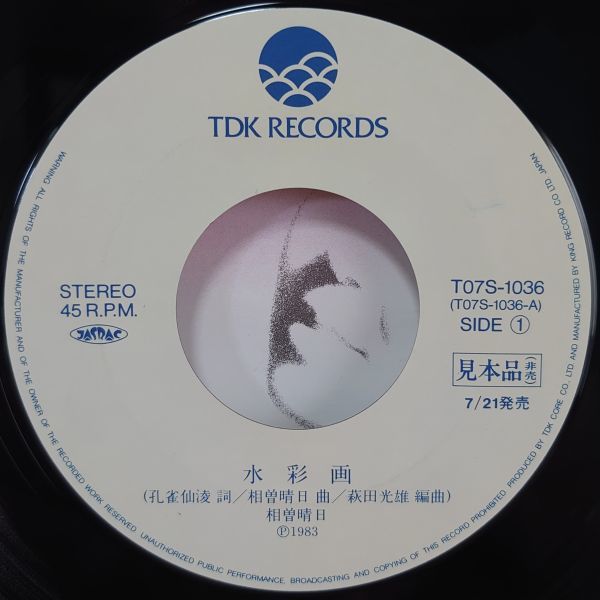 TDK RECORDS
STEREO
45 R.P.M.
JASRAC
T07S-1036
(T07S-1036-A)
SIDE ①
見本品(非売)
7/21発売
水彩画
(孔雀仙凌 詞/相曽晴日 曲/萩田光雄 編曲)
相曽晴日
Ⓟ1983
WARNING: ALL RIGHTS OF THE MANUFACTURER AND OF THE OWNER OF THE RECORDED WORK RESERVED. UNAUTHORIZED PUBLIC PERFORMANCE, BROADCASTING AND COPYING OF THIS RECORD PROHIBITED. PRODUCED BY TDK CORE CO., LTD. AND MANUFACTURED BY KING RECORD CO. LTD. JAPAN